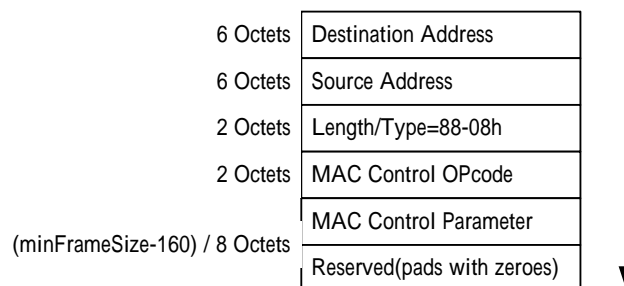 6 Octets Destination Address
6 Octets Source Address
2 Octets Length/Type=88-08h
2 Octets MAC Control OPcode
MAC Control Parameter
(minFrameSize-160) / 8 Octets
Reserved(pads with zeroes)